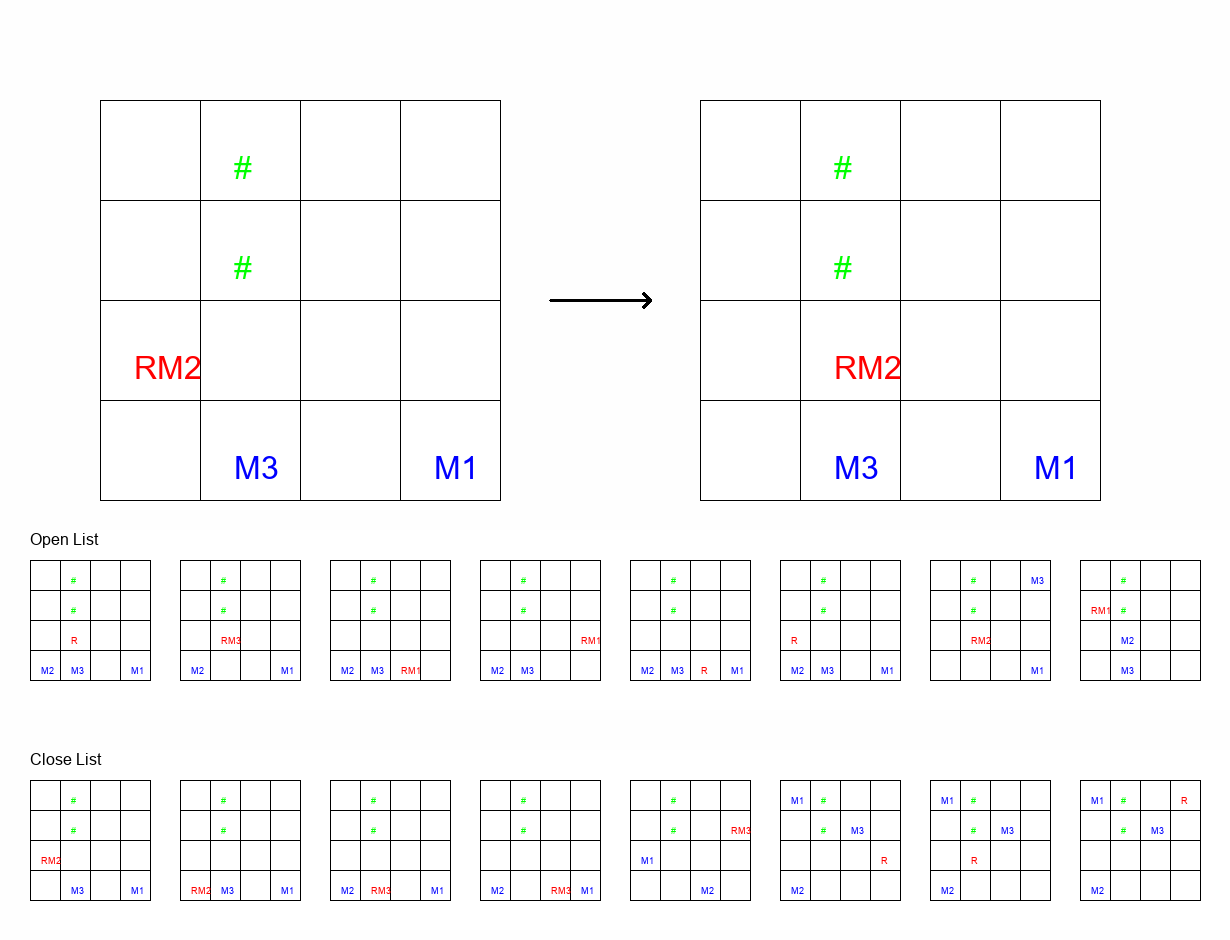 # #
# #
RM2 RM2
M3 M1 M3 M1
Open List
# # # # # # # M3 #
# # # # # # # RM1 #
R RM3 RM1 R RM2 M2
M2 M3 M1 M2 M1 M2 M3 RM1 M2 M3 M2 M3 R M1 M2 M3 M1 M1 M3
Close List
# # # # # M1 # M1 # M1 # R
# # # # # RM3 # M3 # M3 # M3
RM2 M1 R R
M3 M1 RM2 M3 M1 M2 RM3 M1 M2 RM3 M1 M2 M2 M2 M2